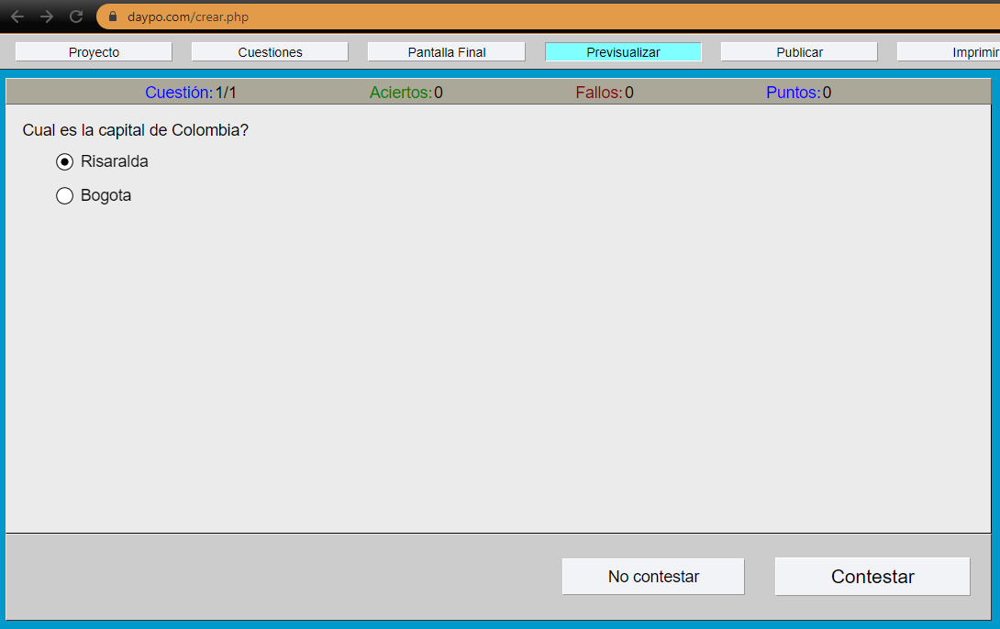 daypo.com/crear.php
Proyecto Cuestiones Pantalla Final Previsualizar Publicar Imprimir
Cuestión: 1/1 Aciertos: 0 Fallos: 0 Puntos: 0
Cual es la capital de Colombia?
Risaralda
Bogota
No contestar Contestar